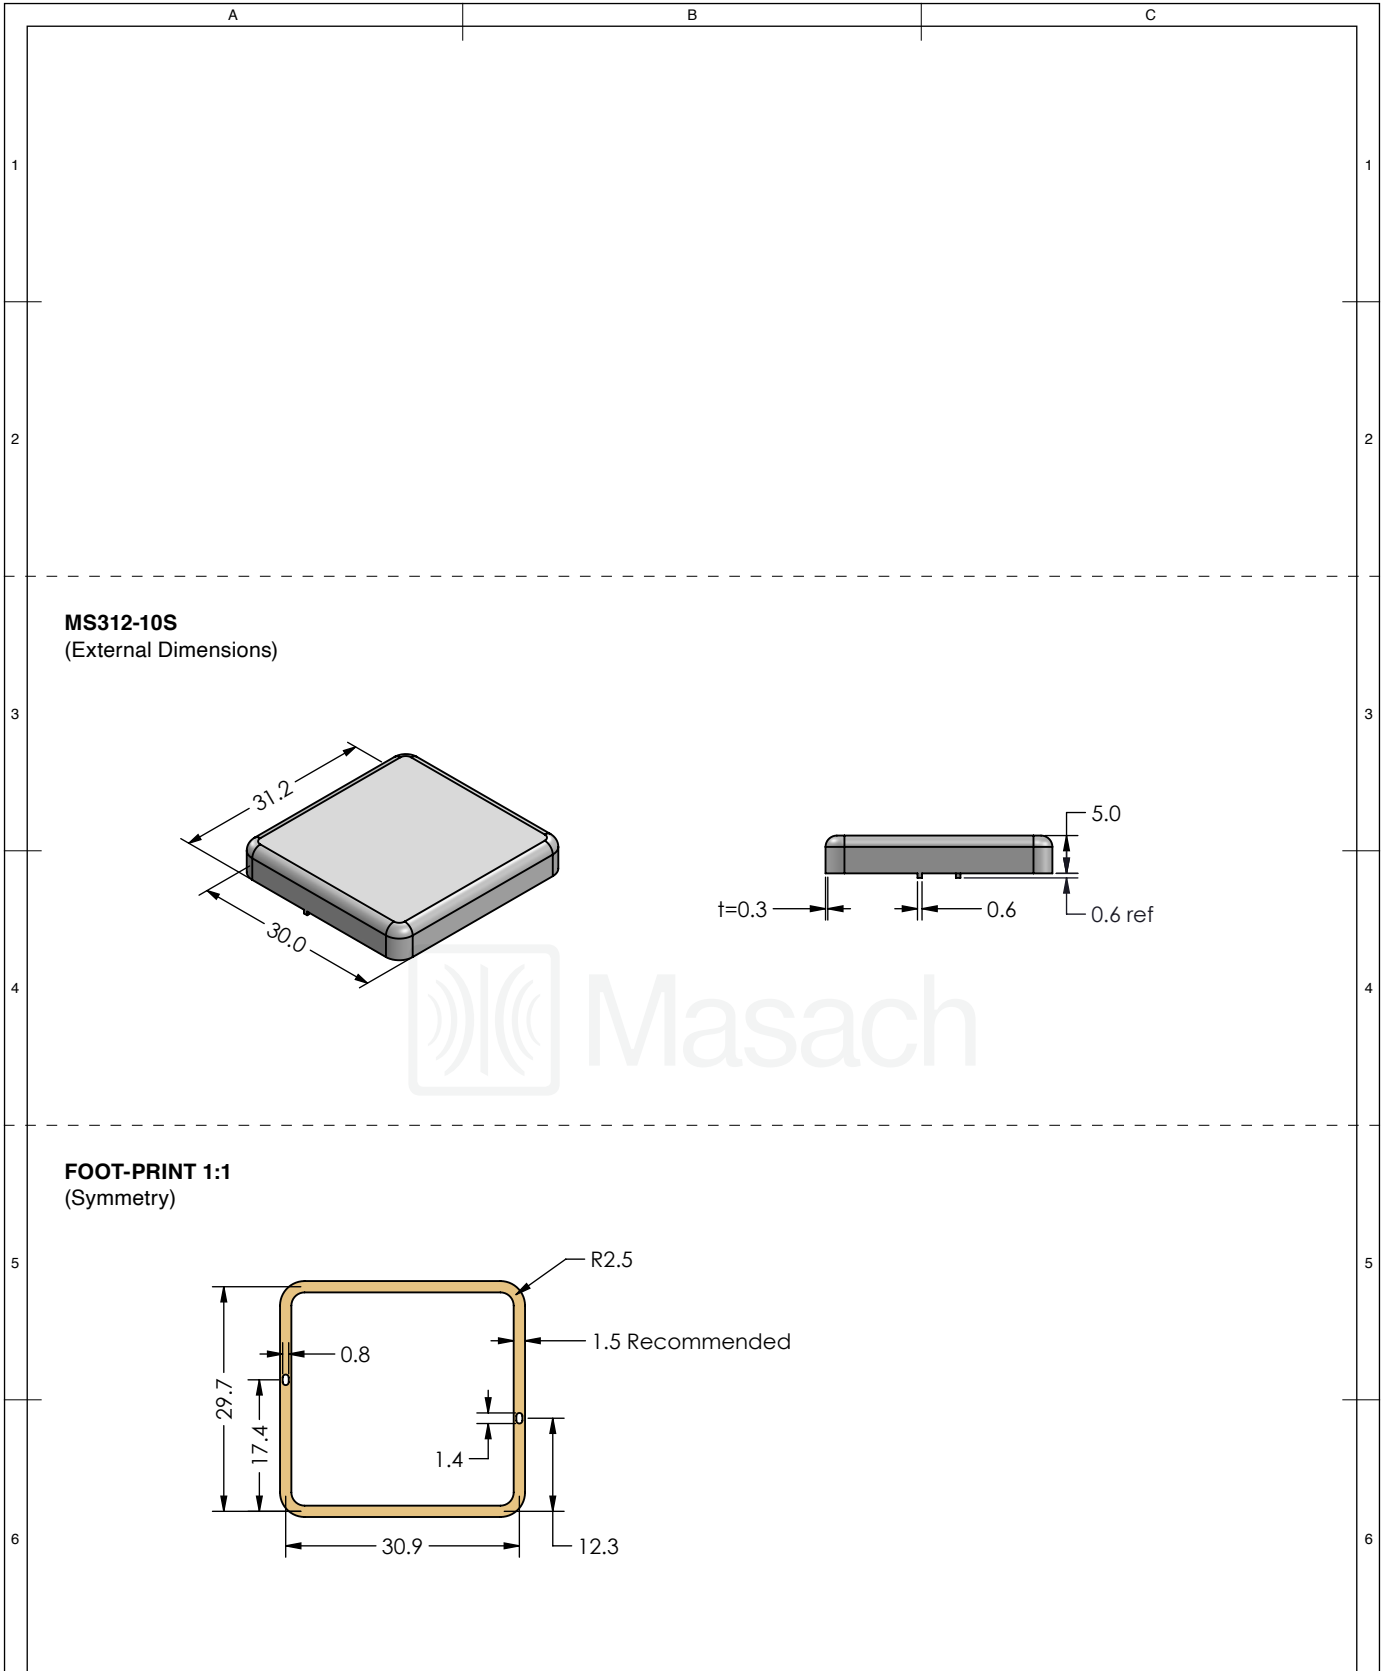 A B C
1 1
2 2
MS312-10S
(External Dimensions)
3 3
31.2
30.0
5.0
t=0.3
0.6
0.6 ref
4 4
Masach
FOOT-PRINT 1:1
(Symmetry)
5 5
R2.5
1.5 Recommended
0.8
29.7
17.4
1.4
30.9
12.3
6 6